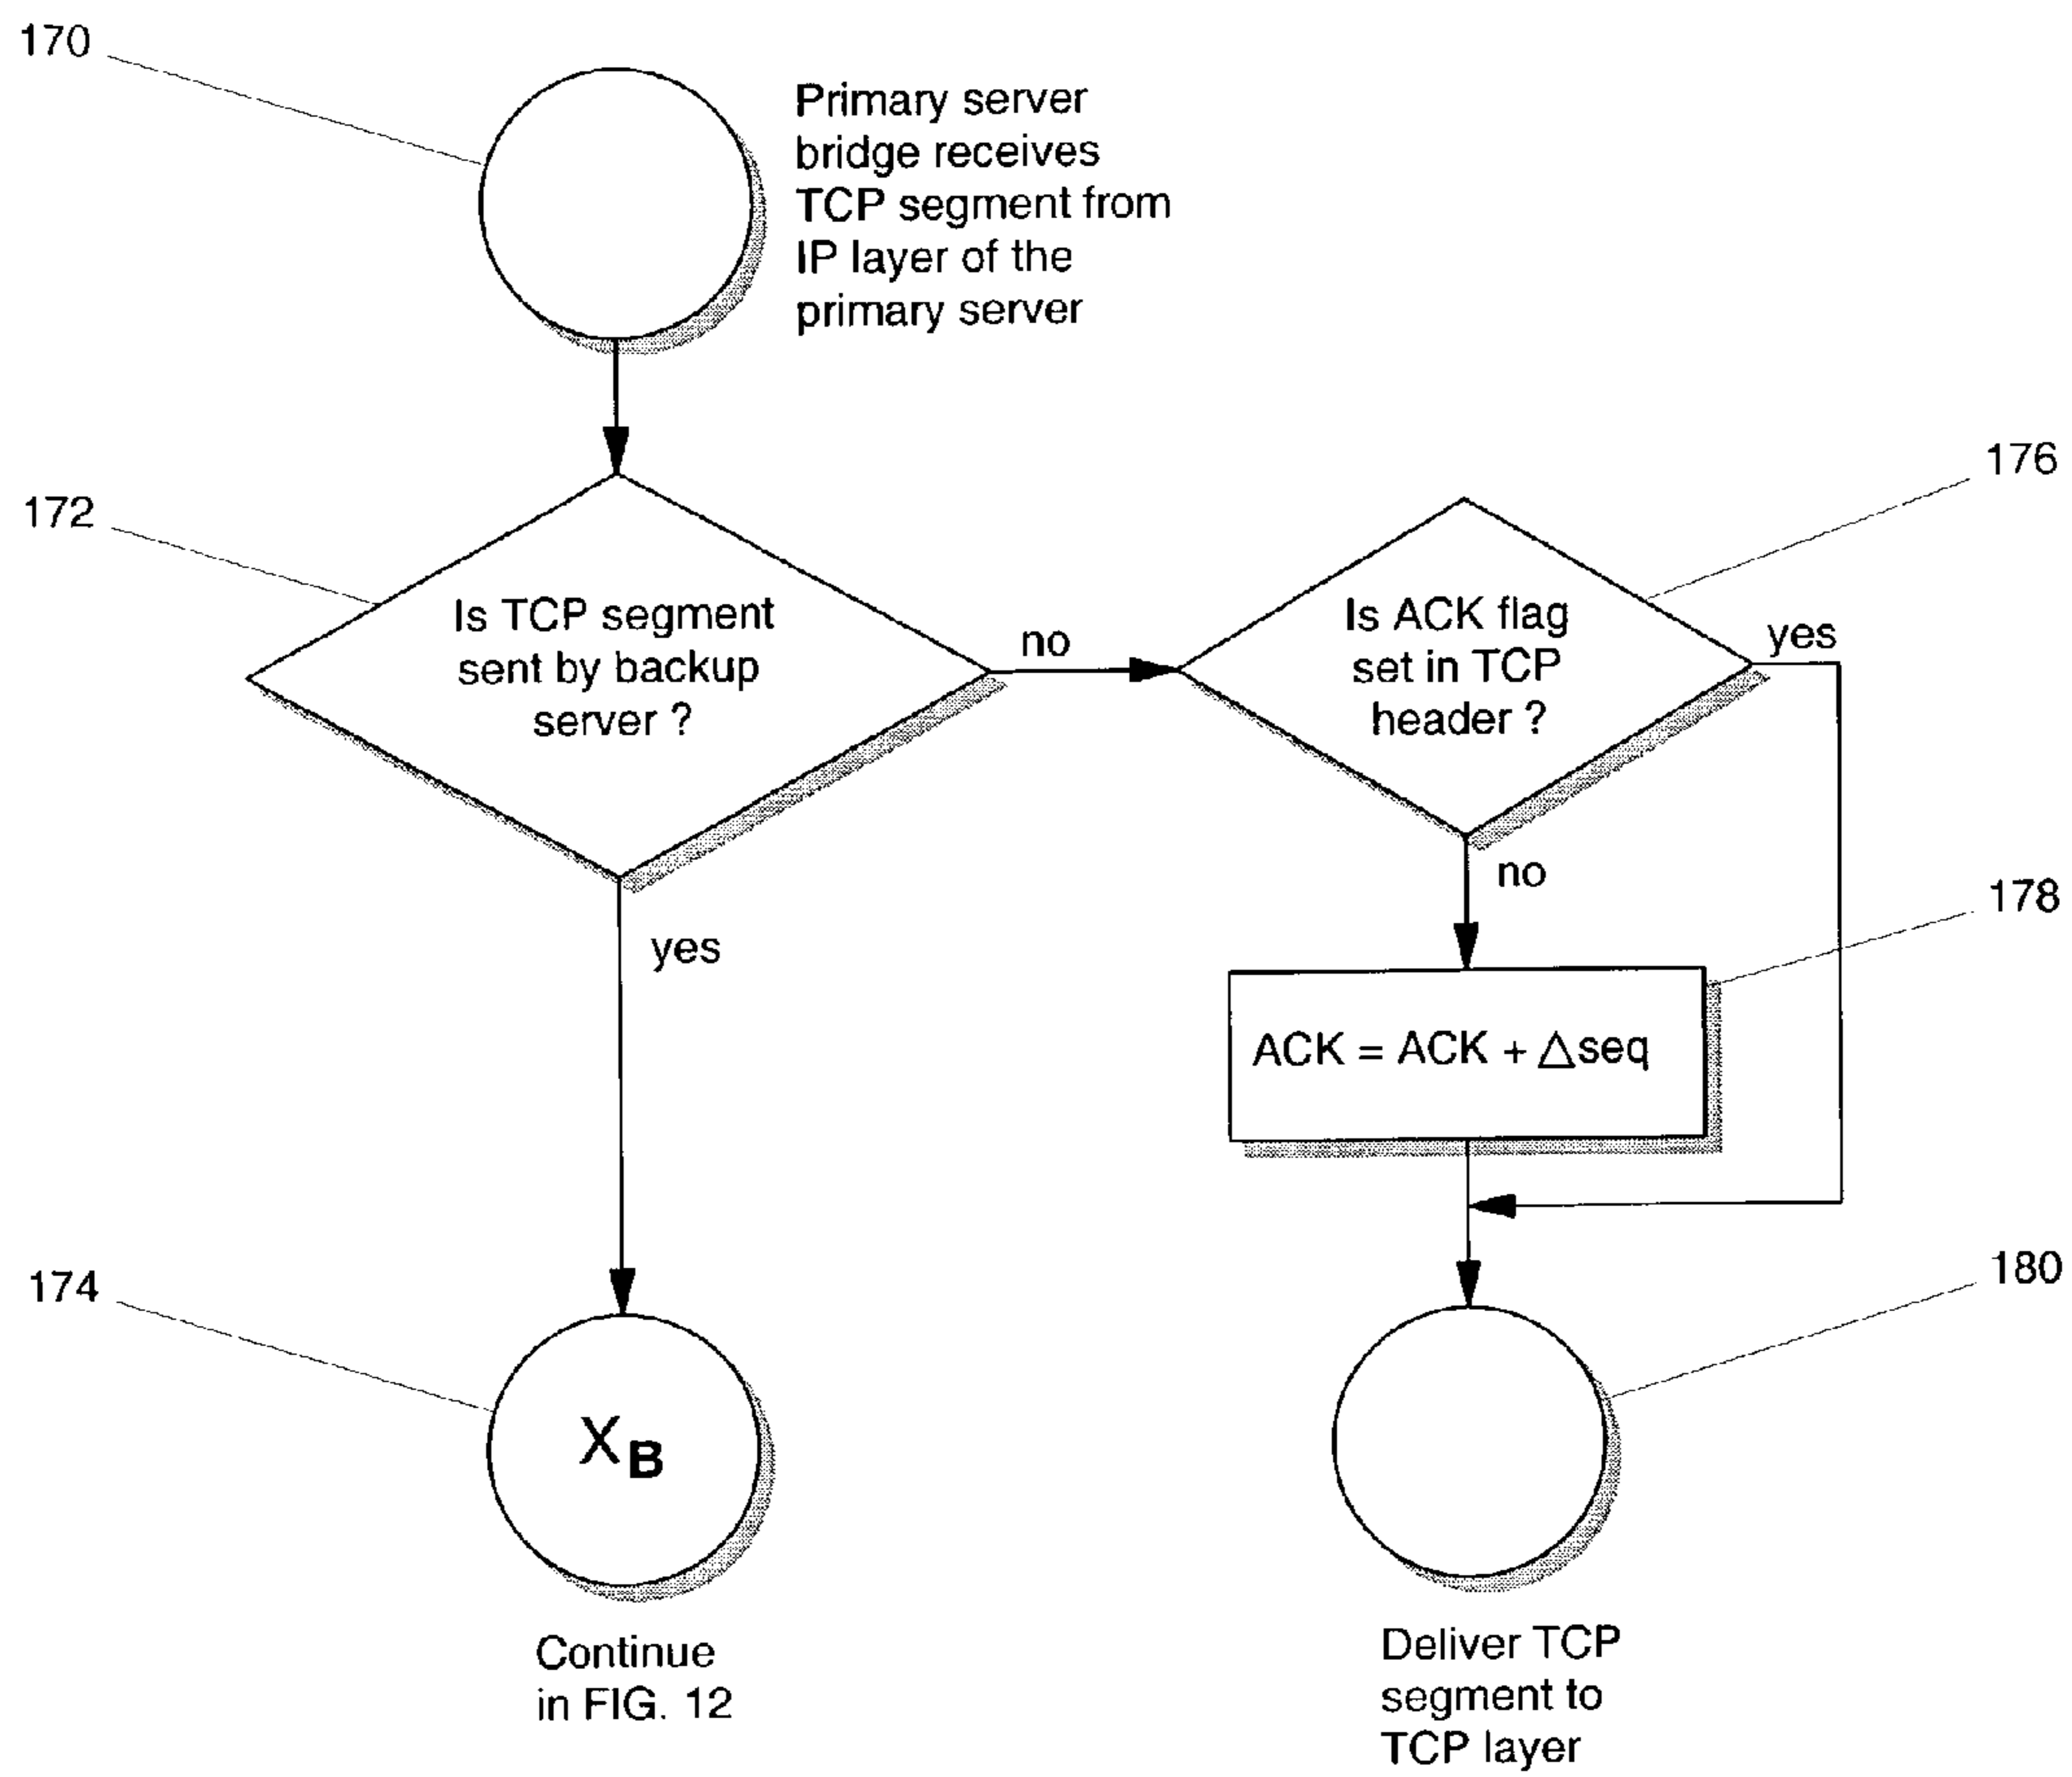 170
Primary server
bridge receives
TCP segment from
IP layer of the
primary server
172
Is TCP segment
sent by backup
server ?
no
176
Is ACK flag
set in TCP
header ?
yes
no
yes
178
ACK = ACK + △seq
174
X B
Continue
in FIG. 12
180
Deliver TCP
segment to
TCP layer